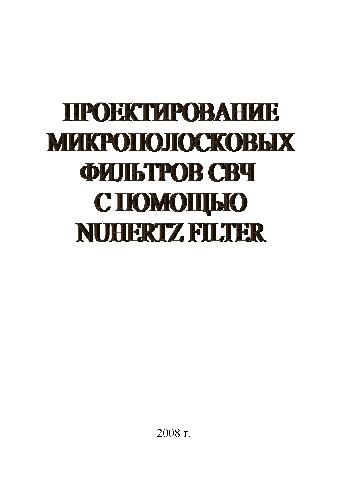 ПРОЕКТИРОВАНИЕ
МИКРОПОЛОСКОВЫХ
ФИЛЬТРОВ СВЧ
С ПОМОЩЬЮ
NUHERTZ FILTER
2008 г.